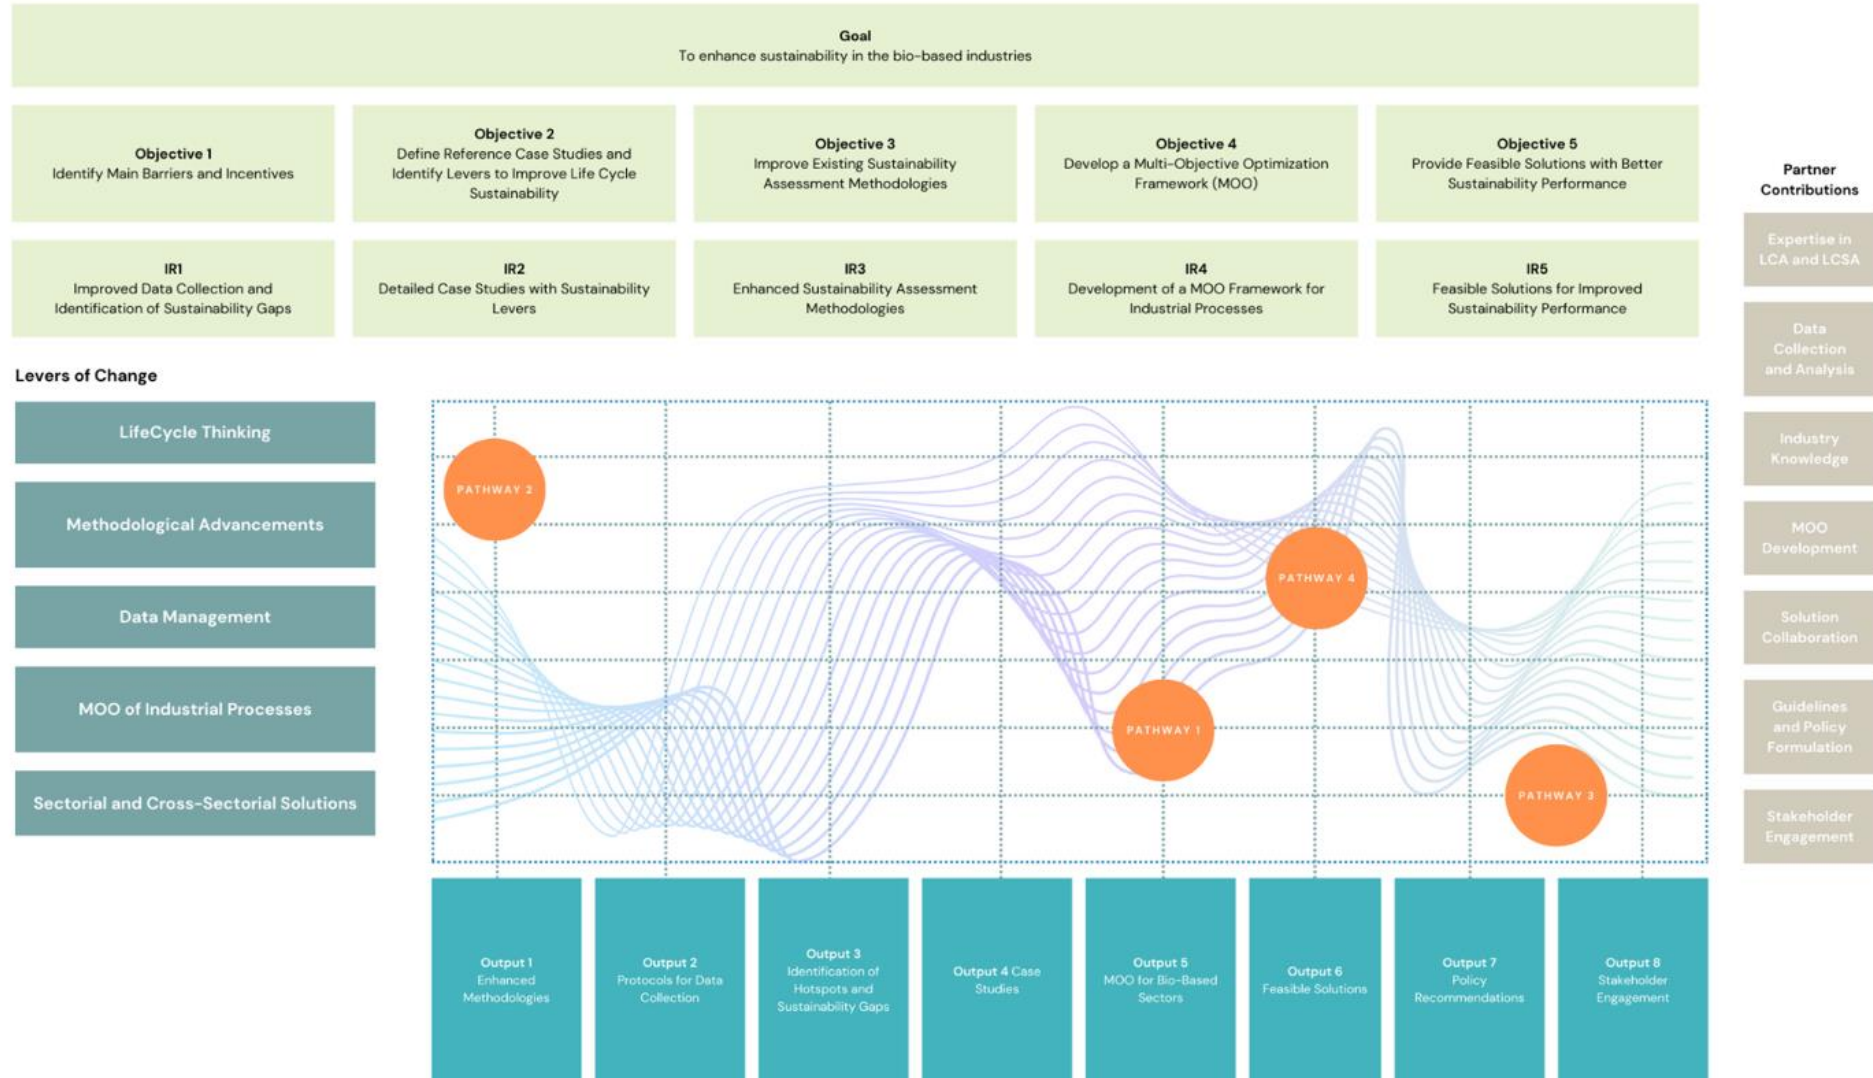 Goal
To enhance sustainability in the bio-based industries
Objective 1
Identify Main Barriers and Incentives
Objective 2
Define Reference Case Studies and
Identify Levers to Improve Life Cycle
Sustainability
Objective 3
Improve Existing Sustainability
Assessment Methodologies
Objective 4
Develop a Multi-Objective Optimization
Framework (MOO)
Objective 5
Provide Feasible Solutions with Better
Sustainability Performance
IR1
Improved Data Collection and
Identification of Sustainability Gaps
IR2
Detailed Case Studies with Sustainability
Levers
IR3
Enhanced Sustainability Assessment
Methodologies
IR4
Development of a MOO Framework for
Industrial Processes
IR5
Feasible Solutions for Improved
Sustainability Performance
Partner
Contributions
Expertise in
LCA and LCSA
Data
Collection
and Analysis
Industry
Knowledge
MOO
Development
Solution
Collaboration
Guidelines
and Policy
Formulation
Stakeholder
Engagement
Levers of Change
LifeCycle Thinking
Methodological Advancements
Data Management
MOO of Industrial Processes
Sectorial and Cross-Sectorial Solutions
PATHWAY 2
PATHWAY 4
PATHWAY 1
PATHWAY 3
Output 1
Enhanced
Methodologies
Output 2
Protocols for Data
Collection
Output 3
Identification of
Hotspots and
Sustainability Gaps
Output 4 Case
Studies
Output 5
MOO for Bio-Based
Sectors
Output 6
Feasible Solutions
Output 7
Policy
Recommendations
Output 8
Stakeholder
Engagement